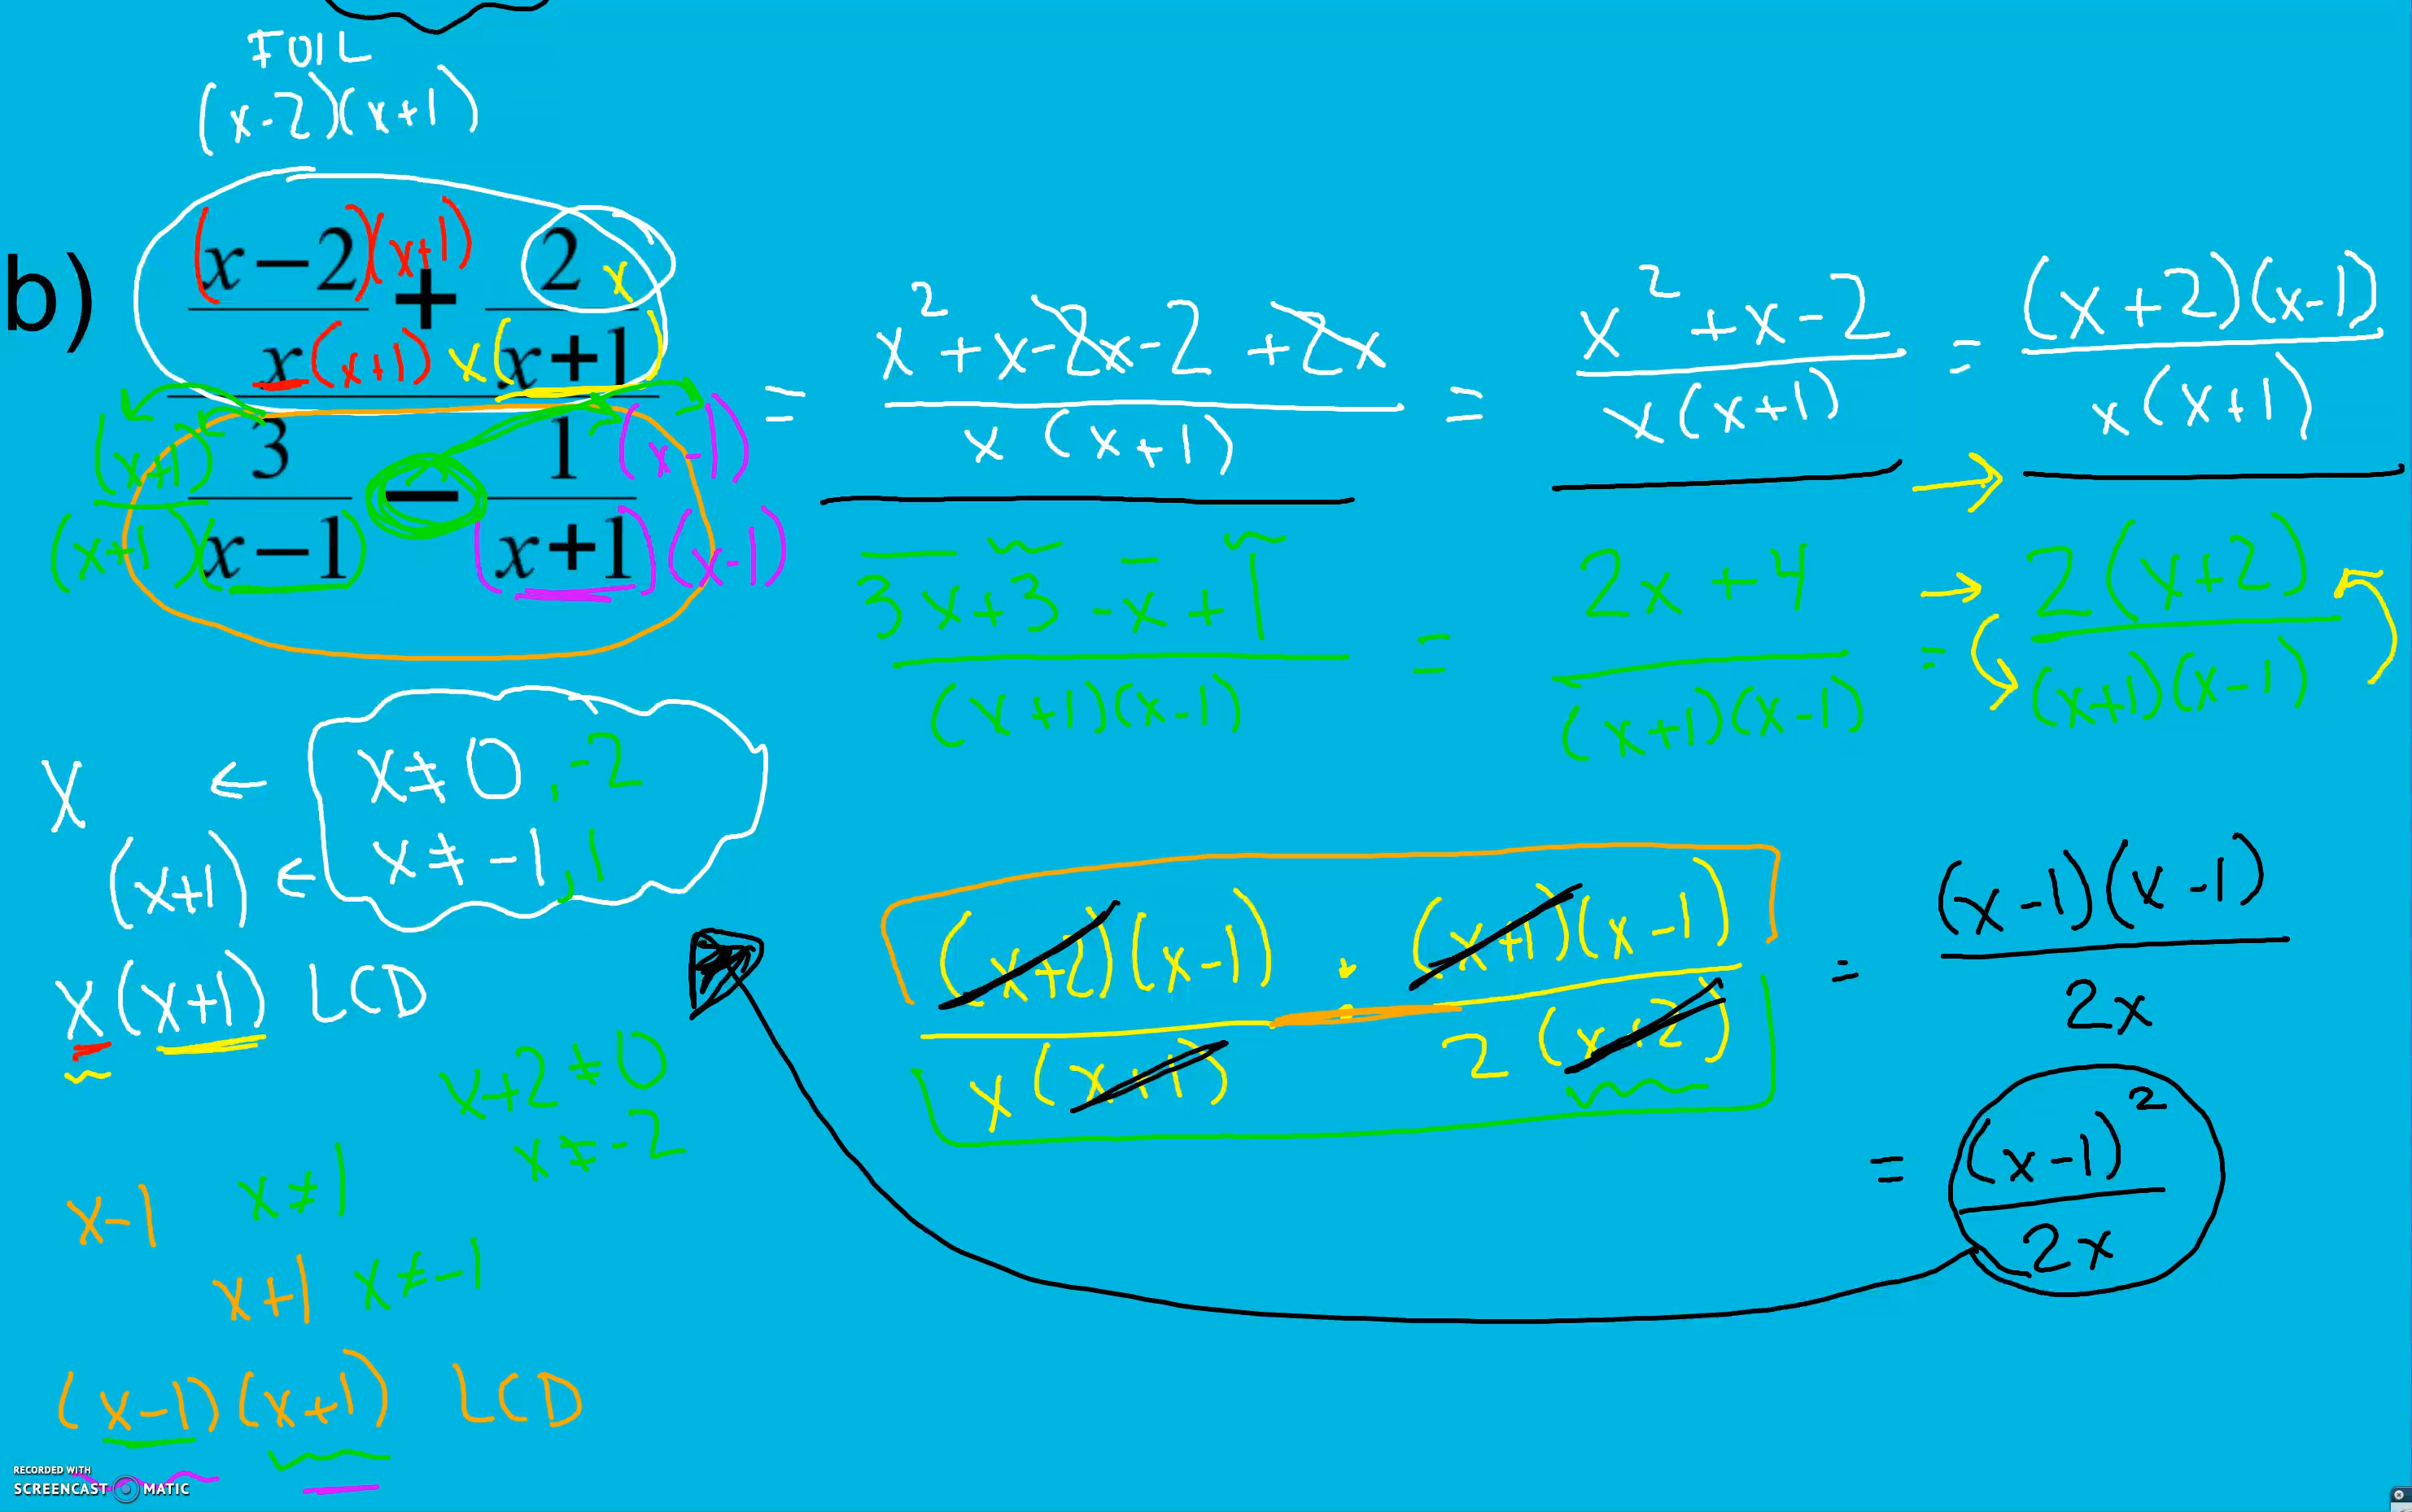 FOIL
(x-2)(x+1)
b) (x-2)(x+1) / x(x+1) + 2x / x(x+1)
(x+1)3 / (x+1)(x-1) - 1(x-1) / (x+1)(x-1)
= x² + x - 2x - 2 + 2x / x(x+1) = x² + x - 2 / x(x+1) = (x+2)(x-1) / x(x+1)
3x+3-x+1 / (x+1)(x-1) = 2x+4 / (x+1)(x-1) = 2(x+2) / (x+1)(x-1)
x ← x≠0, -2
(x+1) ← x≠-1, 1
x(x+1) LCD
x+2≠0
x≠-2
x-1 x≠1
x+1 x≠-1
(x-1)(x+1) LCD
(x+2)(x-1) / x(x+1) · (x+1)(x-1) / 2(x+2) = (x-1)(x-1) / 2x
= (x-1)² / 2x
RECORDED WITH
SCREENCAST MATIC